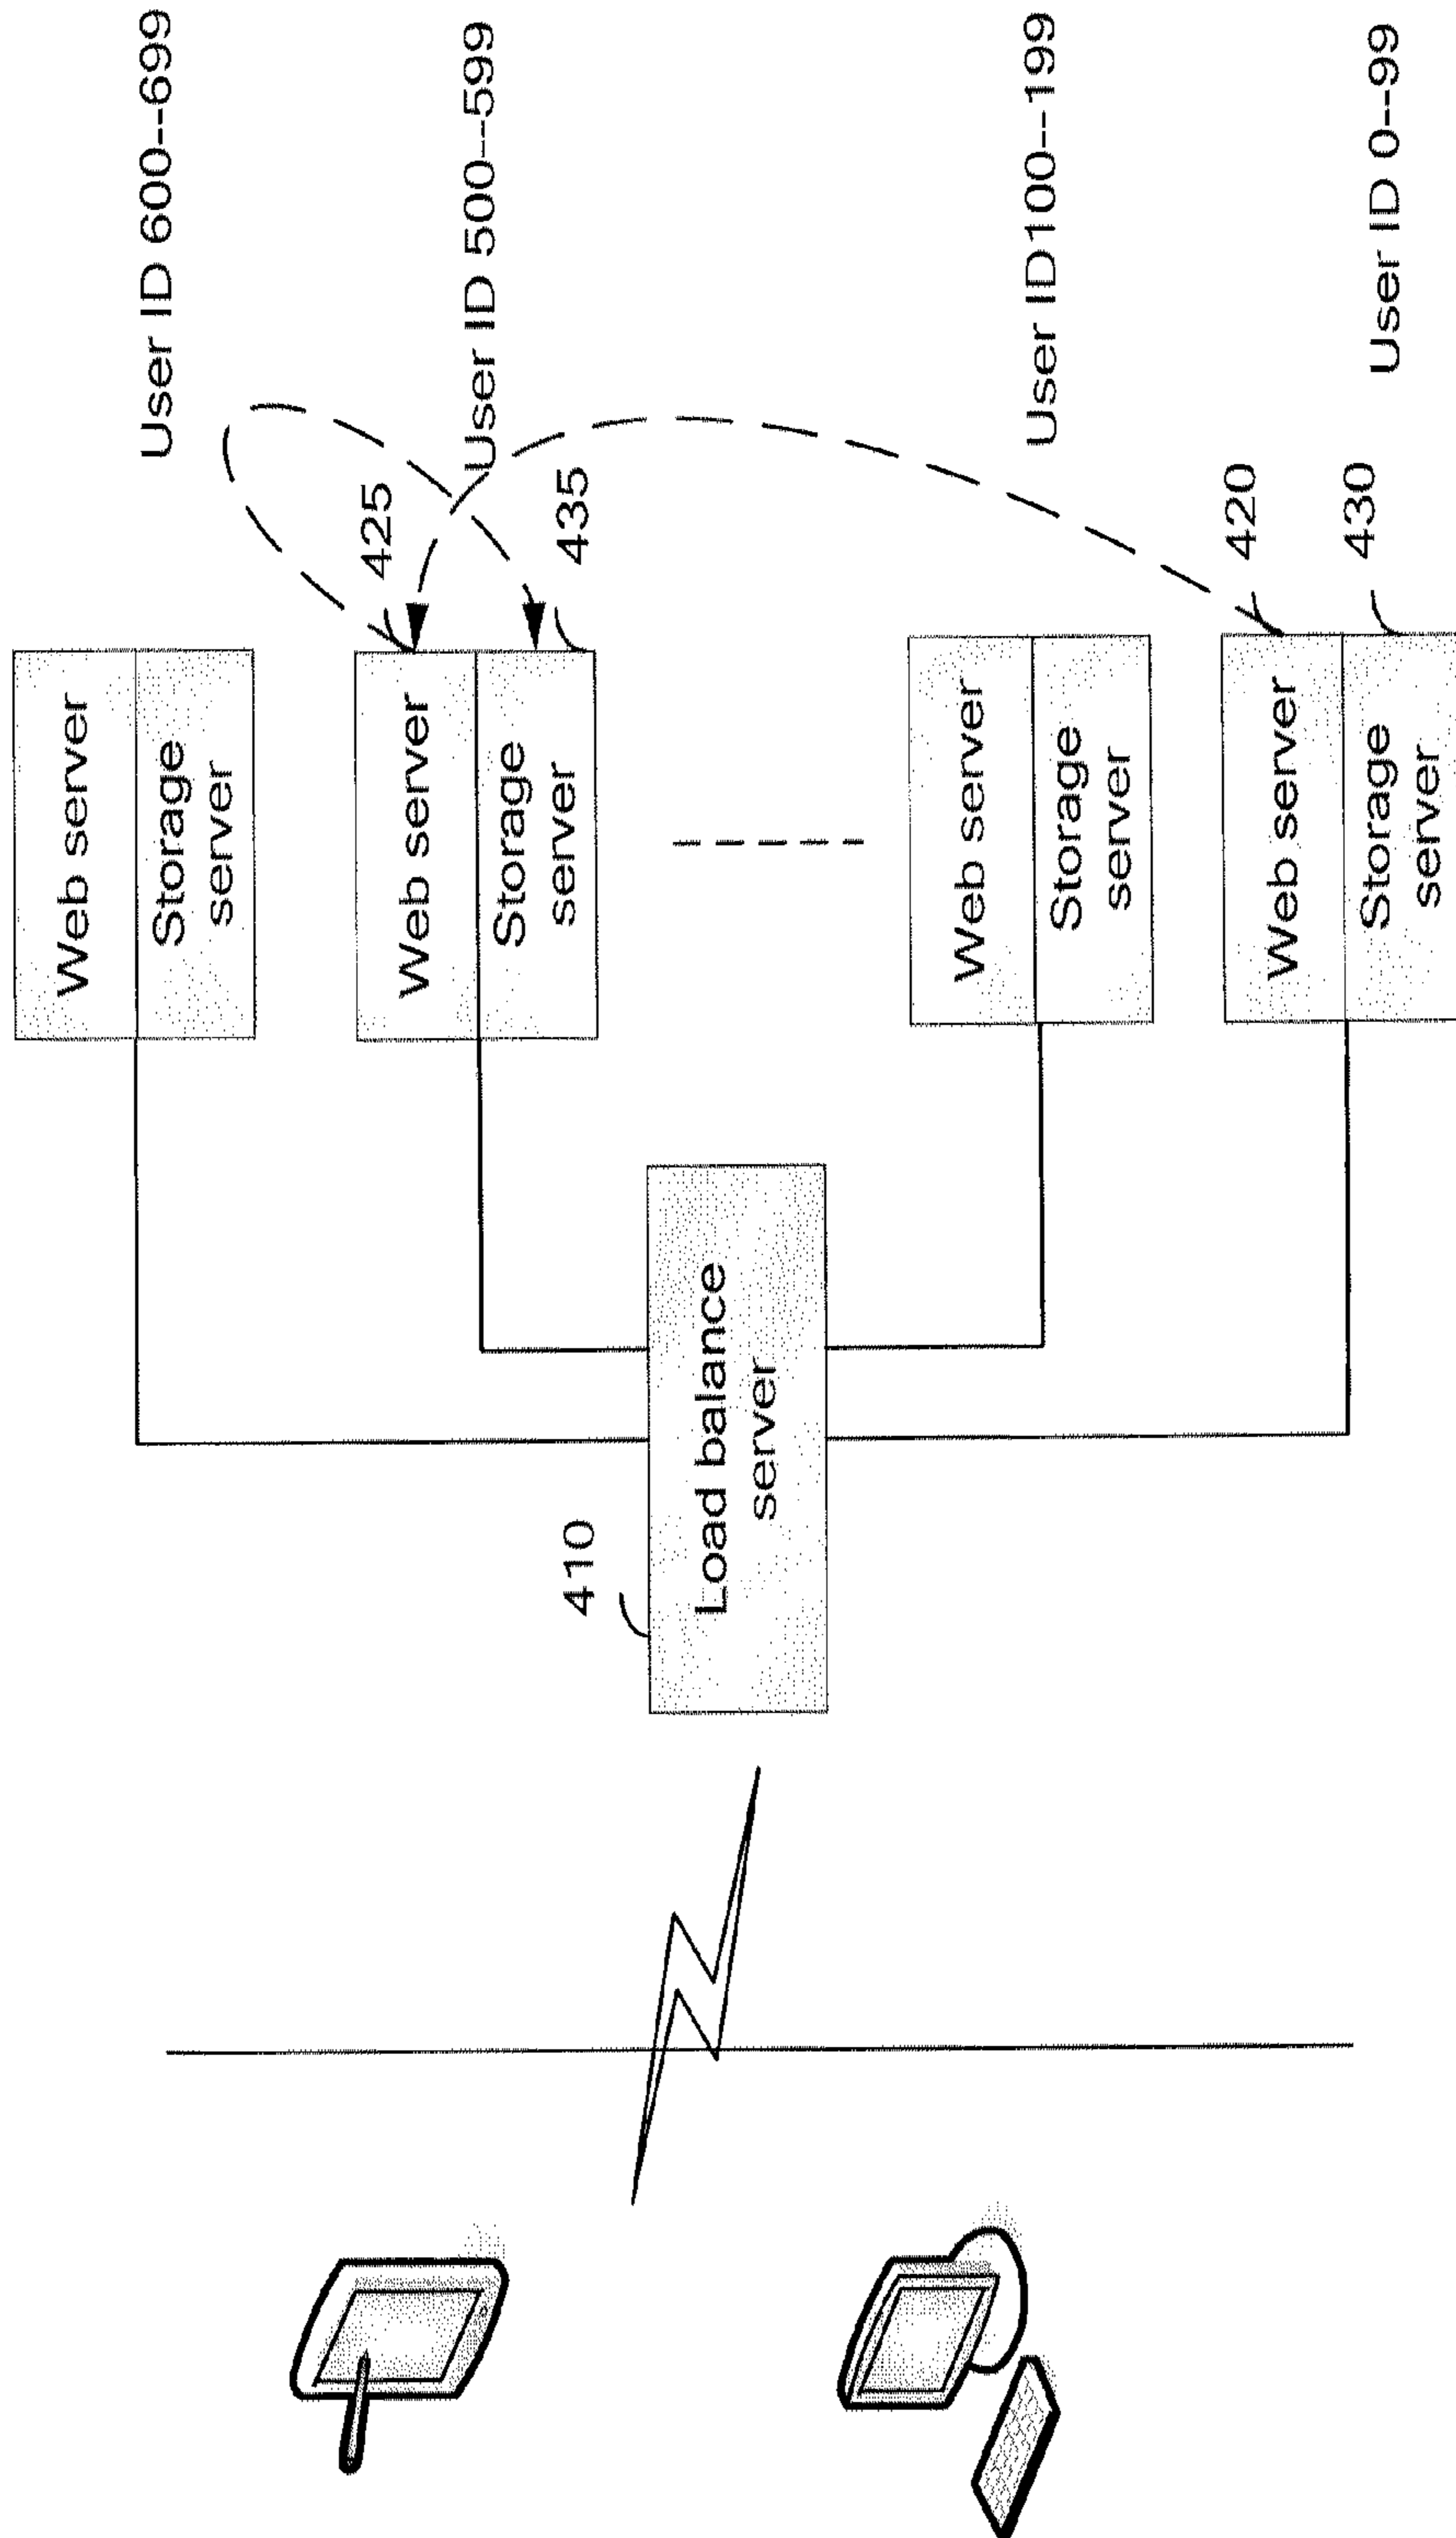 User ID 600--699
Web server
Storage
server
User ID 500--599
425
Web server
435
Storage
server
410
Load balance
server
User ID100--199
Web server
Storage
server
User ID 0--99
420
Web server
430
Storage
server